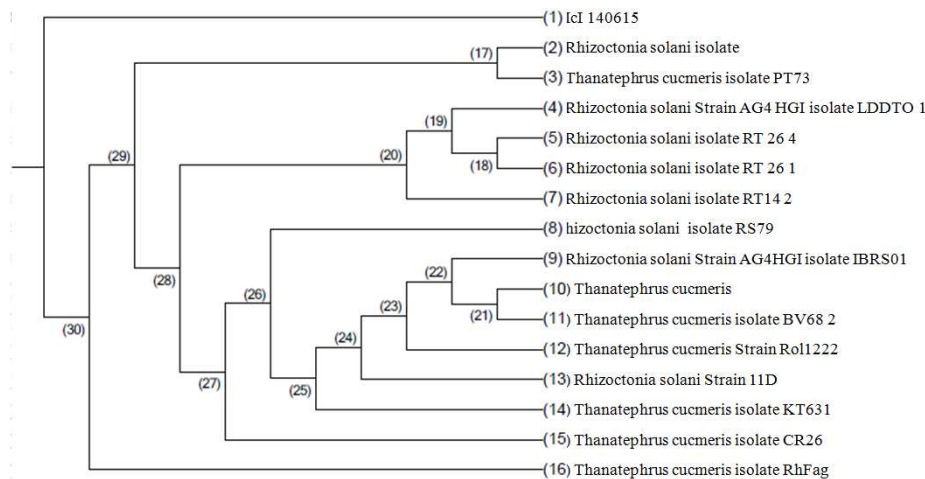 (1) IcI 140615
(17) (2) Rhizoctonia solani isolate
(3) Thanatephrus cucmeris isolate PT73
(4) Rhizoctonia solani Strain AG4 HGI isolate LDDTO 1
(19)
(5) Rhizoctonia solani isolate RT 26 4
(29) (20)
(18) (6) Rhizoctonia solani isolate RT 26 1
(7) Rhizoctonia solani isolate RT14 2
(8) hizoctonia solani isolate RS79
(9) Rhizoctonia solani Strain AG4HGI isolate IBRS01
(22)
(28)
(10) Thanatephrus cucmeris
(26)
(23)
(21) (11) Thanatephrus cucmeris isolate BV68 2
(30)
(24)
(12) Thanatephrus cucmeris Strain Rol1222
(13) Rhizoctonia solani Strain 11D
(27)
(25)
(14) Thanatephrus cucmeris isolate KT631
(15) Thanatephrus cucmeris isolate CR26
(16) Thanatephrus cucmeris isolate RhFag